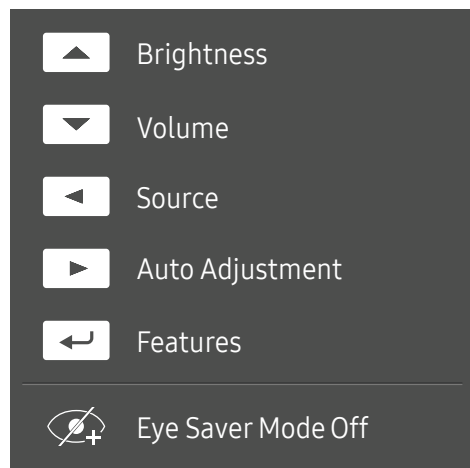 Brightness
Volume
Source
Auto Adjustment
Features
Eye Saver Mode Off